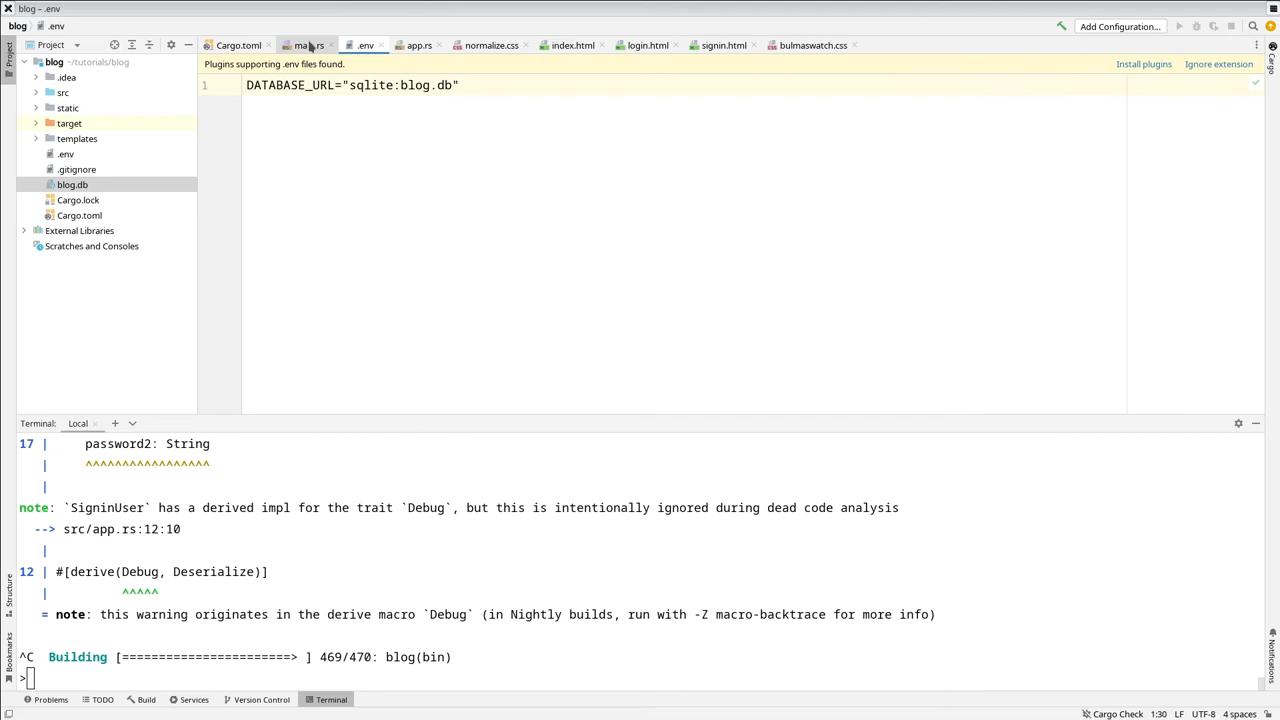 blog – .env
blog .env Add Configuration...
Project
Cargo.toml .env app.rs normalize.css index.html login.html signin.html bulmaswatch.css
Project
Cargo
blog ~/tutorials/blog
Plugins supporting .env files found. Install plugins Ignore extension
.idea
1 DATABASE_URL="sqlite:blog.db"
src
static
target
templates
.env
.gitignore
blog.db
Cargo.lock
Cargo.toml
External Libraries
Scratches and Consoles
Terminal: Local
17 | password2: String
| ^^^^^^^^^^^^^^^^^
|
note: `SigninUser` has a derived impl for the trait `Debug`, but this is intentionally ignored during dead code analysis
--> src/app.rs:12:10
|
12 | #[derive(Debug, Deserialize)]
| ^^^^^
= note: this warning originates in the derive macro `Debug` (in Nightly builds, run with -Z macro-backtrace for more info)
^C Building [=======================> ] 469/470: blog(bin)
>
Structure
Bookmarks
Notifications
Problems TODO Build Services Version Control Terminal
Cargo Check 1:30 LF UTF-8 4 spaces